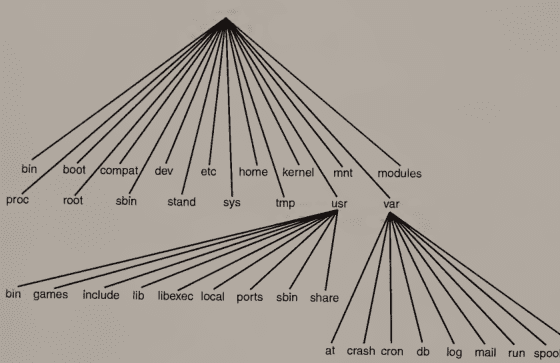 bin boot compat dev etc home kernel mnt modules
proc root sbin stand sys tmp usr var
bin games include lib libexec local ports sbin share
at crash cron db log mail run spool